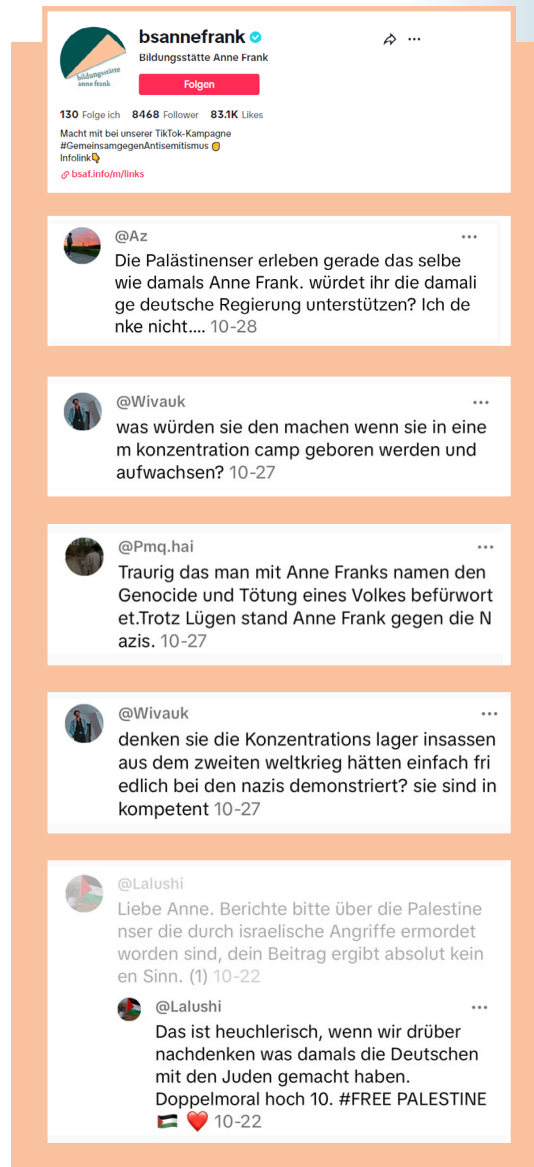 bsannefrank
Bildungsstätte Anne Frank
bildungsstätte
anne frank
Folgen
130 Folge ich 8468 Follower 83.1K Likes
Macht mit bei unserer TikTok-Kampagne
#GemeinsamgegenAntisemitismus ✊
Infolink👇
bsaf.info/m/links
@Az
Die Palästinenser erleben gerade das selbe
wie damals Anne Frank. würdet ihr die damali
ge deutsche Regierung unterstützen? Ich de
nke nicht.... 10-28
@Wivauk
was würden sie den machen wenn sie in eine
m konzentration camp geboren werden und
aufwachsen? 10-27
@Pmq.hai
Traurig das man mit Anne Franks namen den
Genocide und Tötung eines Volkes befürwort
et.Trotz Lügen stand Anne Frank gegen die N
azis. 10-27
@Wivauk
denken sie die Konzentrations lager insassen
aus dem zweiten weltkrieg hätten einfach fri
edlich bei den nazis demonstriert? sie sind in
kompetent 10-27
@Lalushi
Liebe Anne. Berichte bitte über die Palestine
nser die durch israelische Angriffe ermordet
worden sind, dein Beitrag ergibt absolut kein
en Sinn. (1) 10-22
@Lalushi
Das ist heuchlerisch, wenn wir drüber
nachdenken was damals die Deutschen
mit den Juden gemacht haben.
Doppelmoral hoch 10. #FREE PALESTINE
🇵🇸 ❤️ 10-22